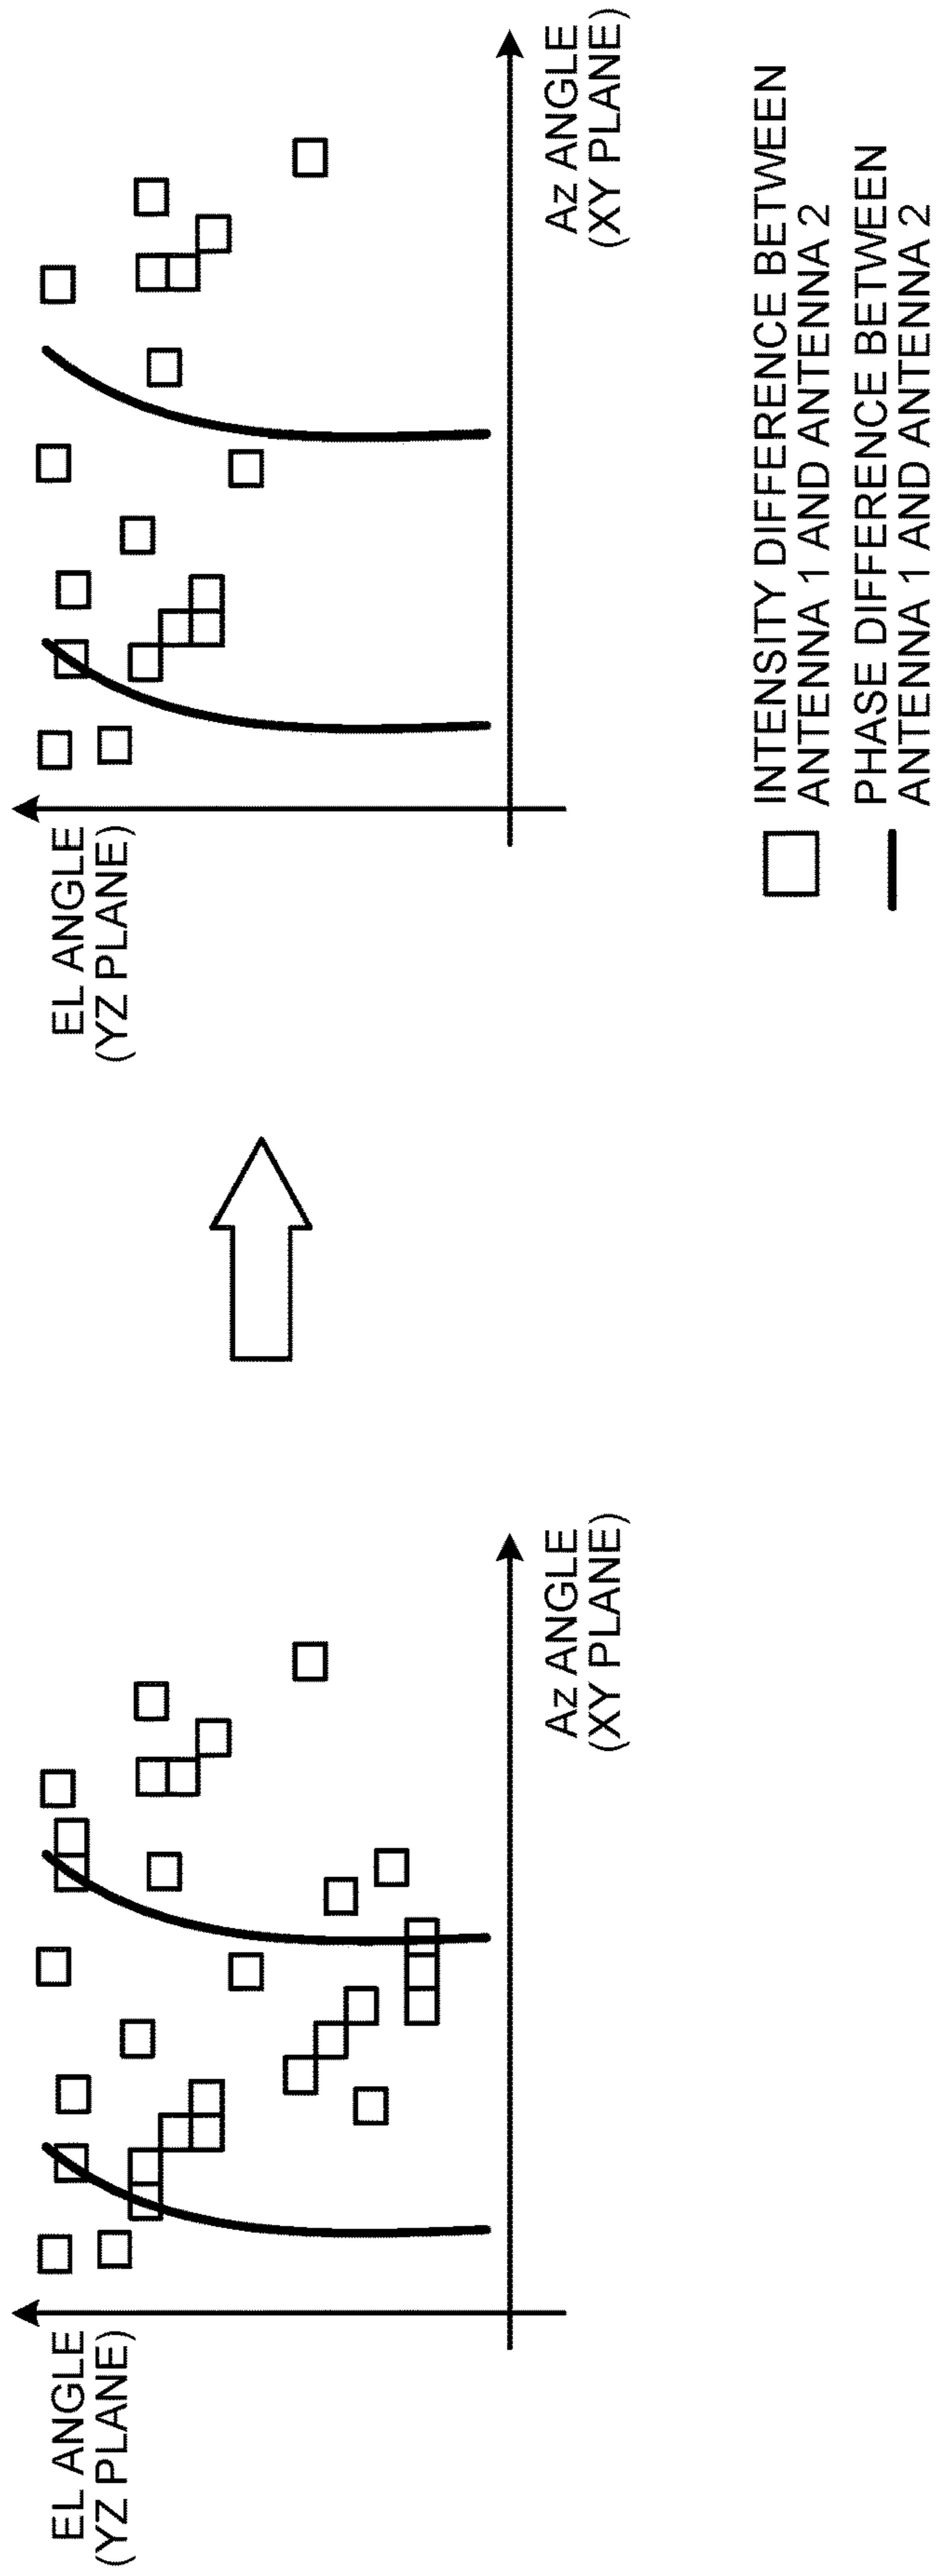 EL ANGLE
(YZ PLANE)
Az ANGLE
(XY PLANE)
EL ANGLE
(YZ PLANE)
Az ANGLE
(XY PLANE)
INTENSITY DIFFERENCE BETWEEN
ANTENNA 1 AND ANTENNA 2
PHASE DIFFERENCE BETWEEN
ANTENNA 1 AND ANTENNA 2